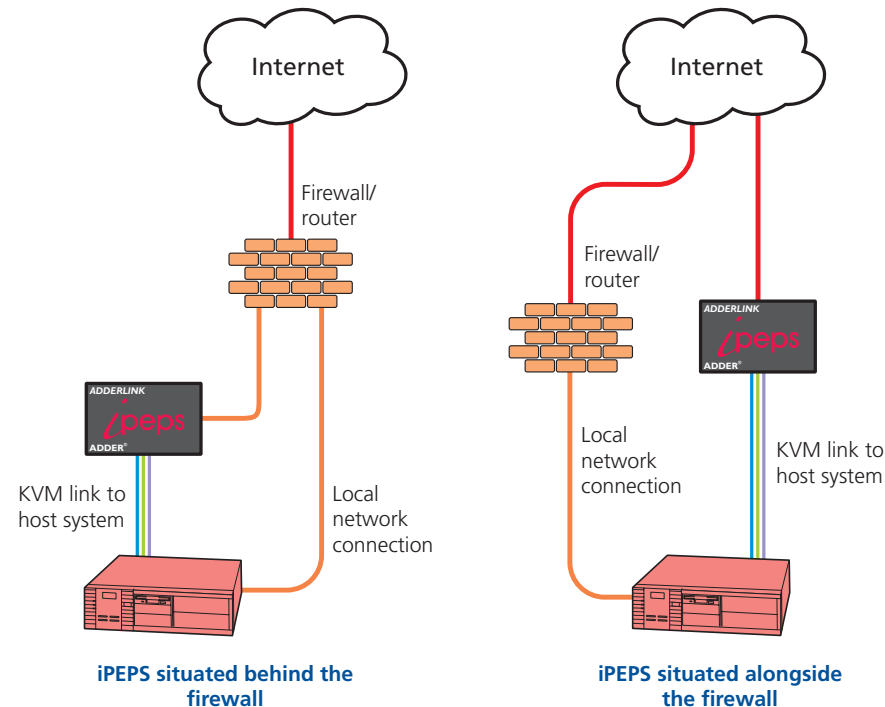 Internet
Firewall/
router
ADDERLINK
ipeps
ADDER®
KVM link to
host system
Local
network
connection
iPEPS situated behind the
firewall
Internet
Firewall/
router
ADDERLINK
ipeps
ADDER®
Local
network
connection
KVM link to
host system
iPEPS situated alongside
the firewall